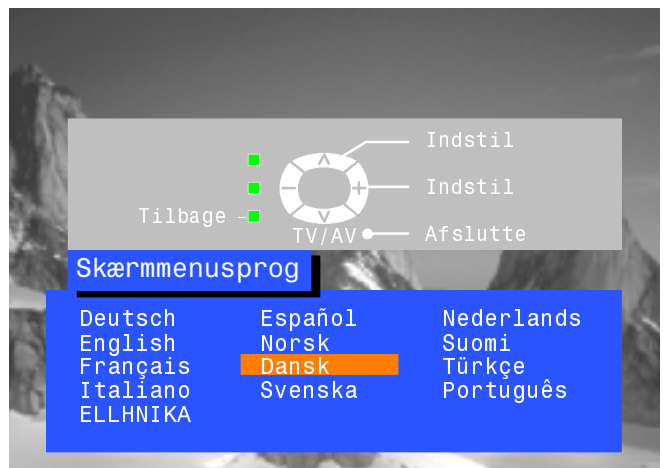 Indstil
Indstil
Tilbage
TV/AV Afslutte
Skærmmenusprog
Deutsch Español Nederlands
English Norsk Suomi
Français Dansk Türkçe
Italiano Svenska Português
ELLHNIKA